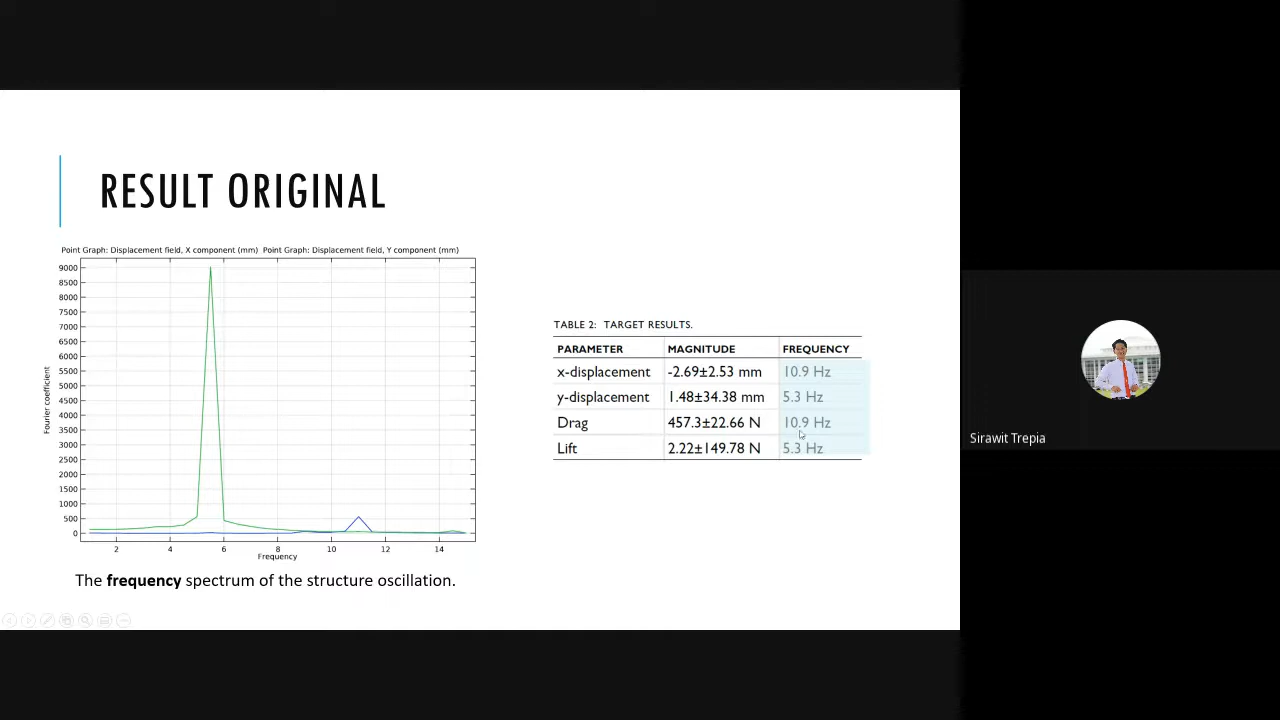 RESULT ORIGINAL
Point Graph: Displacement field, X component (mm) Point Graph: Displacement field, Y component (mm)
9000
8500
8000
7500
7000
6500
6000
5500
5000
4500
4000
3500
3000
2500
2000
1500
1000
500
0
Fourier coefficient
2 4 6 8 10 12 14
Frequency
The frequency spectrum of the structure oscillation.
TABLE 2: TARGET RESULTS.
PARAMETER MAGNITUDE FREQUENCY
x-displacement -2.69±2.53 mm 10.9 Hz
y-displacement 1.48±34.38 mm 5.3 Hz
Drag 457.3±22.66 N 10.9 Hz
Lift 2.22±149.78 N 5.3 Hz
Sirawit Trepia